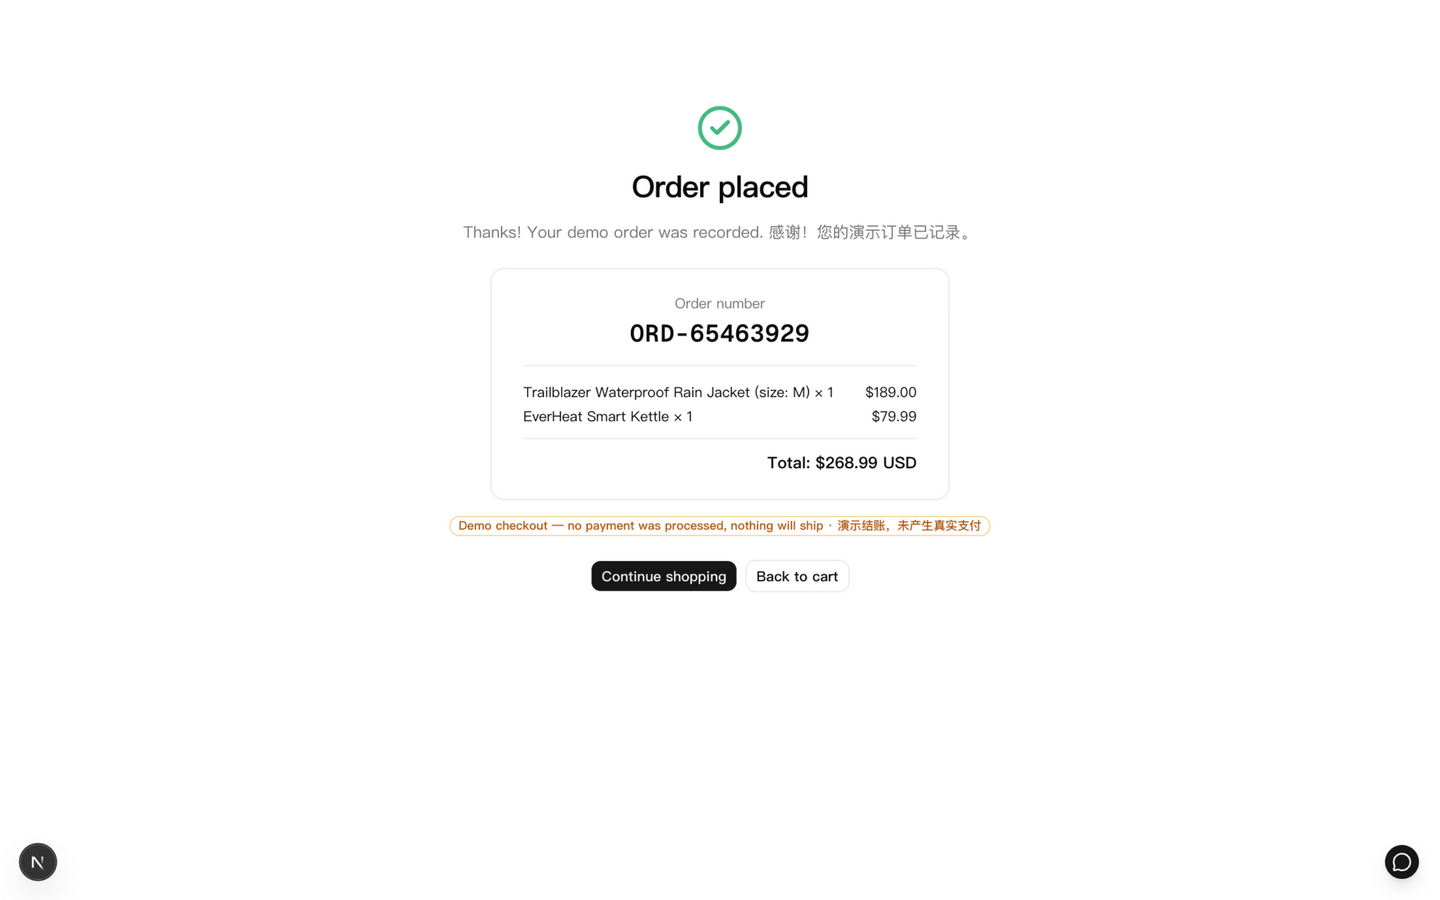 Order placed
Thanks! Your demo order was recorded. 感谢！您的演示订单已记录。
Order number
ORD-65463929
Trailblazer Waterproof Rain Jacket (size: M) × 1 $189.00
EverHeat Smart Kettle × 1 $79.99
Total: $268.99 USD
Demo checkout — no payment was processed, nothing will ship · 演示结账，未产生真实支付
Continue shopping Back to cart
N